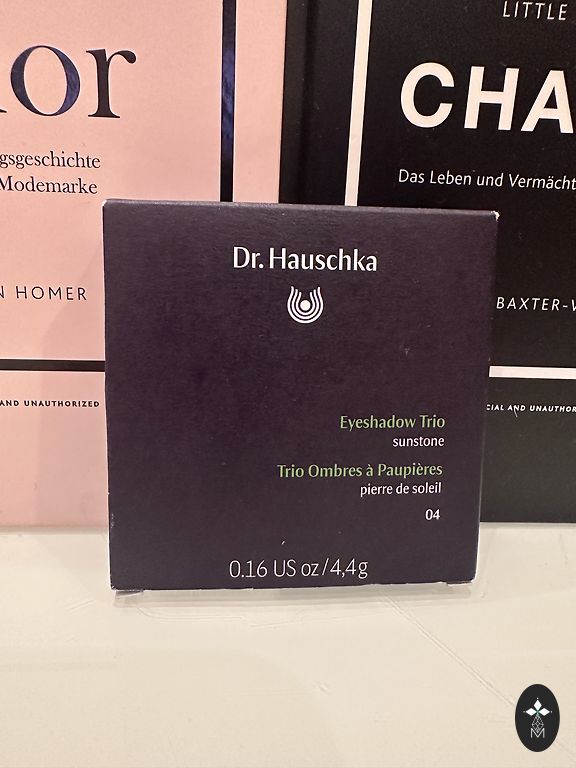 gsgeschichte
Modemarke
N HOMER
AND UNAUTHORIZED
LITTLE
CHA
Das Leben und Vermächt
BAXTER-
CIAL AND UNAUTHOR
Dr. Hauschka
Eyeshadow Trio
sunstone
Trio Ombres à Paupières
pierre de soleil
04
0.16 US oz/4,4g
M